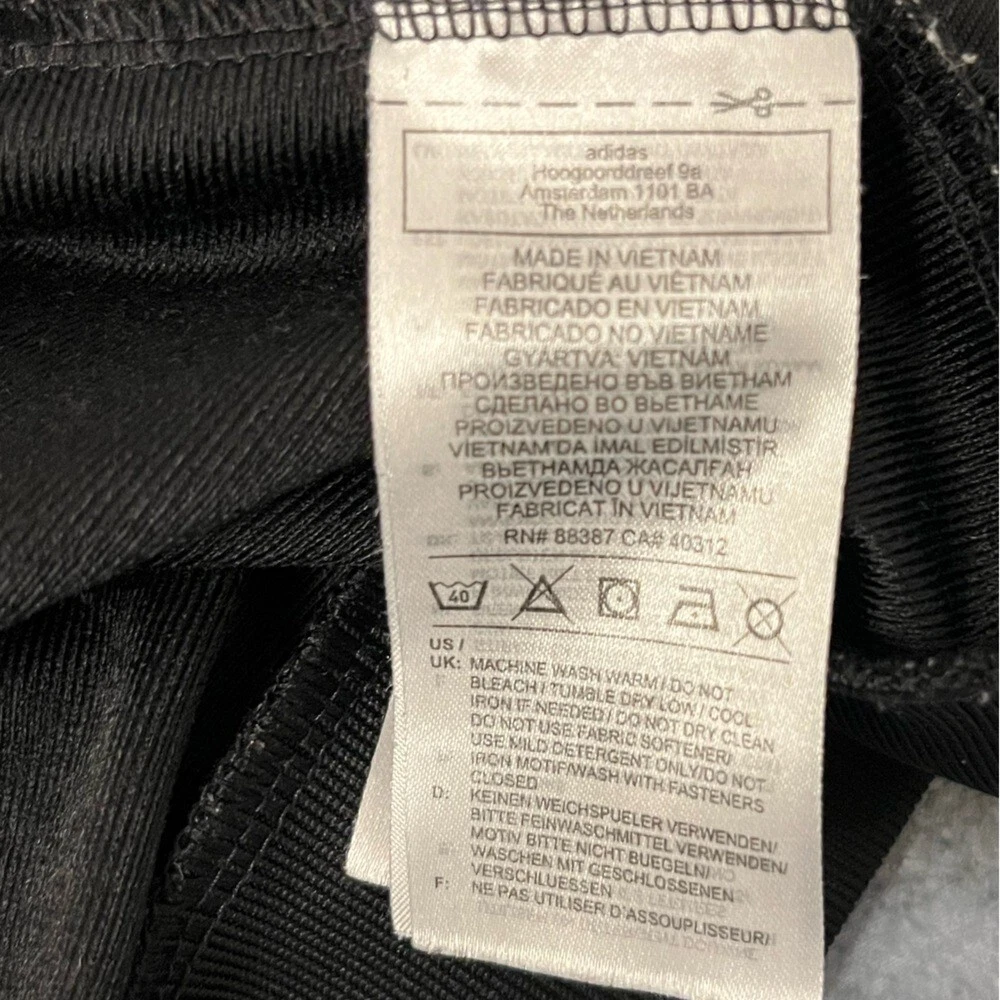 adidas
Hoogoorddreef 9a
Amsterdam 1101 BA
The Netherlands
MADE IN VIETNAM
FABRIQUÉ AU VIÊTNAM
FABRICADO EN VIETNAM
FABRICADO NO VIETNAME
GYÁRTVA: VIETNÁM
ПРОИЗВЕДЕНО ВЪВ ВИЕТНАМ
СДЕЛАНО ВО ВЬЕТНАМЕ
PROIZVEDENO U VIJETNAMU
VIETNAM'DA İMAL EDİLMİŞTİR
ВЬЕТНАМДА ЖАСАЛҒАН
PROIZVEDENO U VIJETNAMU
FABRICAT ÎN VIETNAM
RN# 88387 CA# 40312
40
US /
UK: MACHINE WASH WARM / DO NOT
BLEACH / TUMBLE DRY LOW / COOL
IRON IF NEEDED / DO NOT DRY CLEAN
DO NOT USE FABRIC SOFTENER/
USE MILD DETERGENT ONLY/DO NOT
IRON MOTIF/WASH WITH FASTENERS
CLOSED
D: KEINEN WEICHSPUELER VERWENDEN/
BITTE FEINWASCHMITTEL VERWENDEN/
MOTIV BITTE NICHT BUEGELN/
WASCHEN MIT GESCHLOSSENEN
VERSCHLUESSEN
F: NE PAS UTILISER D'ASSOUPLISSEUR/